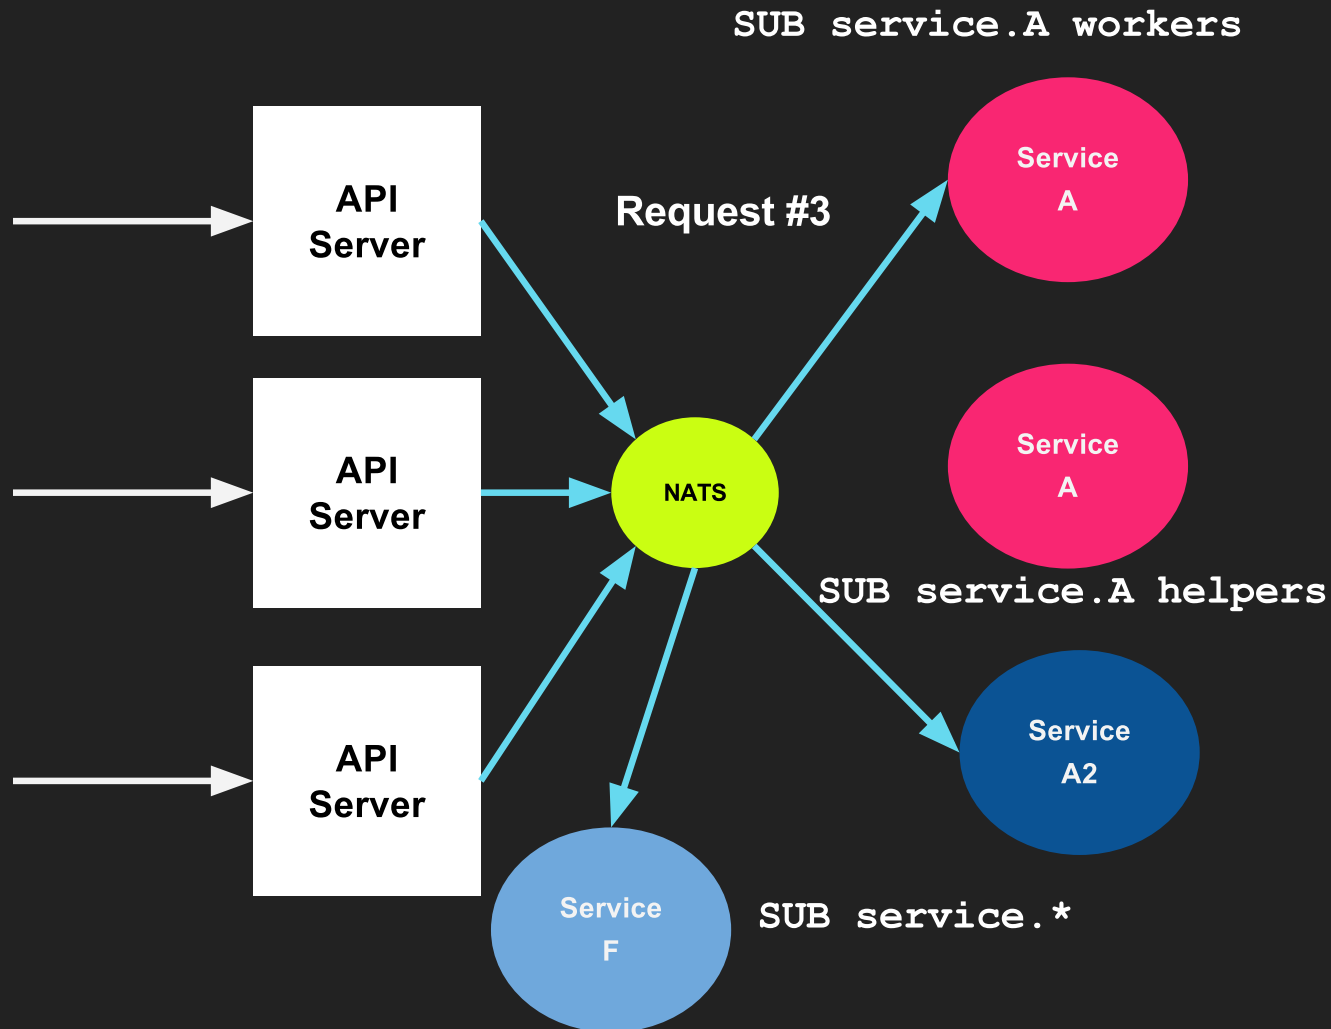 SUB service.A workers
Service
A
API
Server
Request #3
API
Server
NATS
Service
A
SUB service.A helpers
API
Server
Service
A2
Service
F
SUB service.*